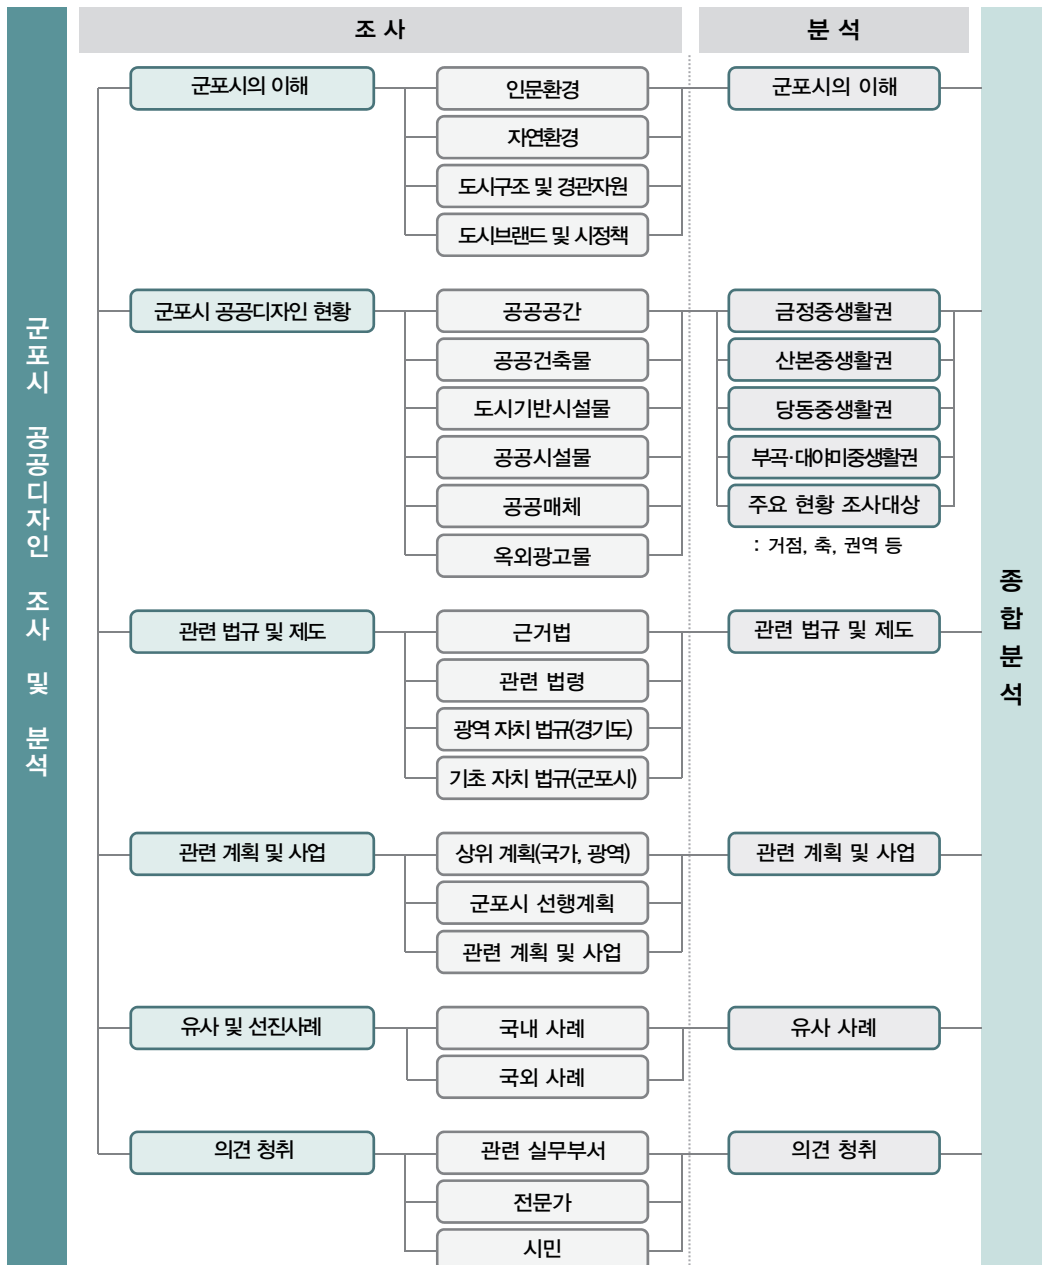 조 사
분 석
군포시 공공디자인 조사 및 분석
군포시의 이해
인문환경
자연환경
도시구조 및 경관자원
도시브랜드 및 시정책
군포시의 이해
군포시 공공디자인 현황
공공공간
공공건축물
도시기반시설물
공공시설물
공공매체
옥외광고물
금정중생활권
산본중생활권
당동중생활권
부곡·대야미중생활권
주요 현황 조사대상
: 거점, 축, 권역 등
관련 법규 및 제도
근거법
관련 법령
광역 자치 법규(경기도)
기초 자치 법규(군포시)
관련 법규 및 제도
관련 계획 및 사업
상위 계획(국가, 광역)
군포시 선행계획
관련 계획 및 사업
관련 계획 및 사업
유사 및 선진사례
국내 사례
국외 사례
유사 사례
의견 청취
관련 실무부서
전문가
시민
의견 청취
종합분석